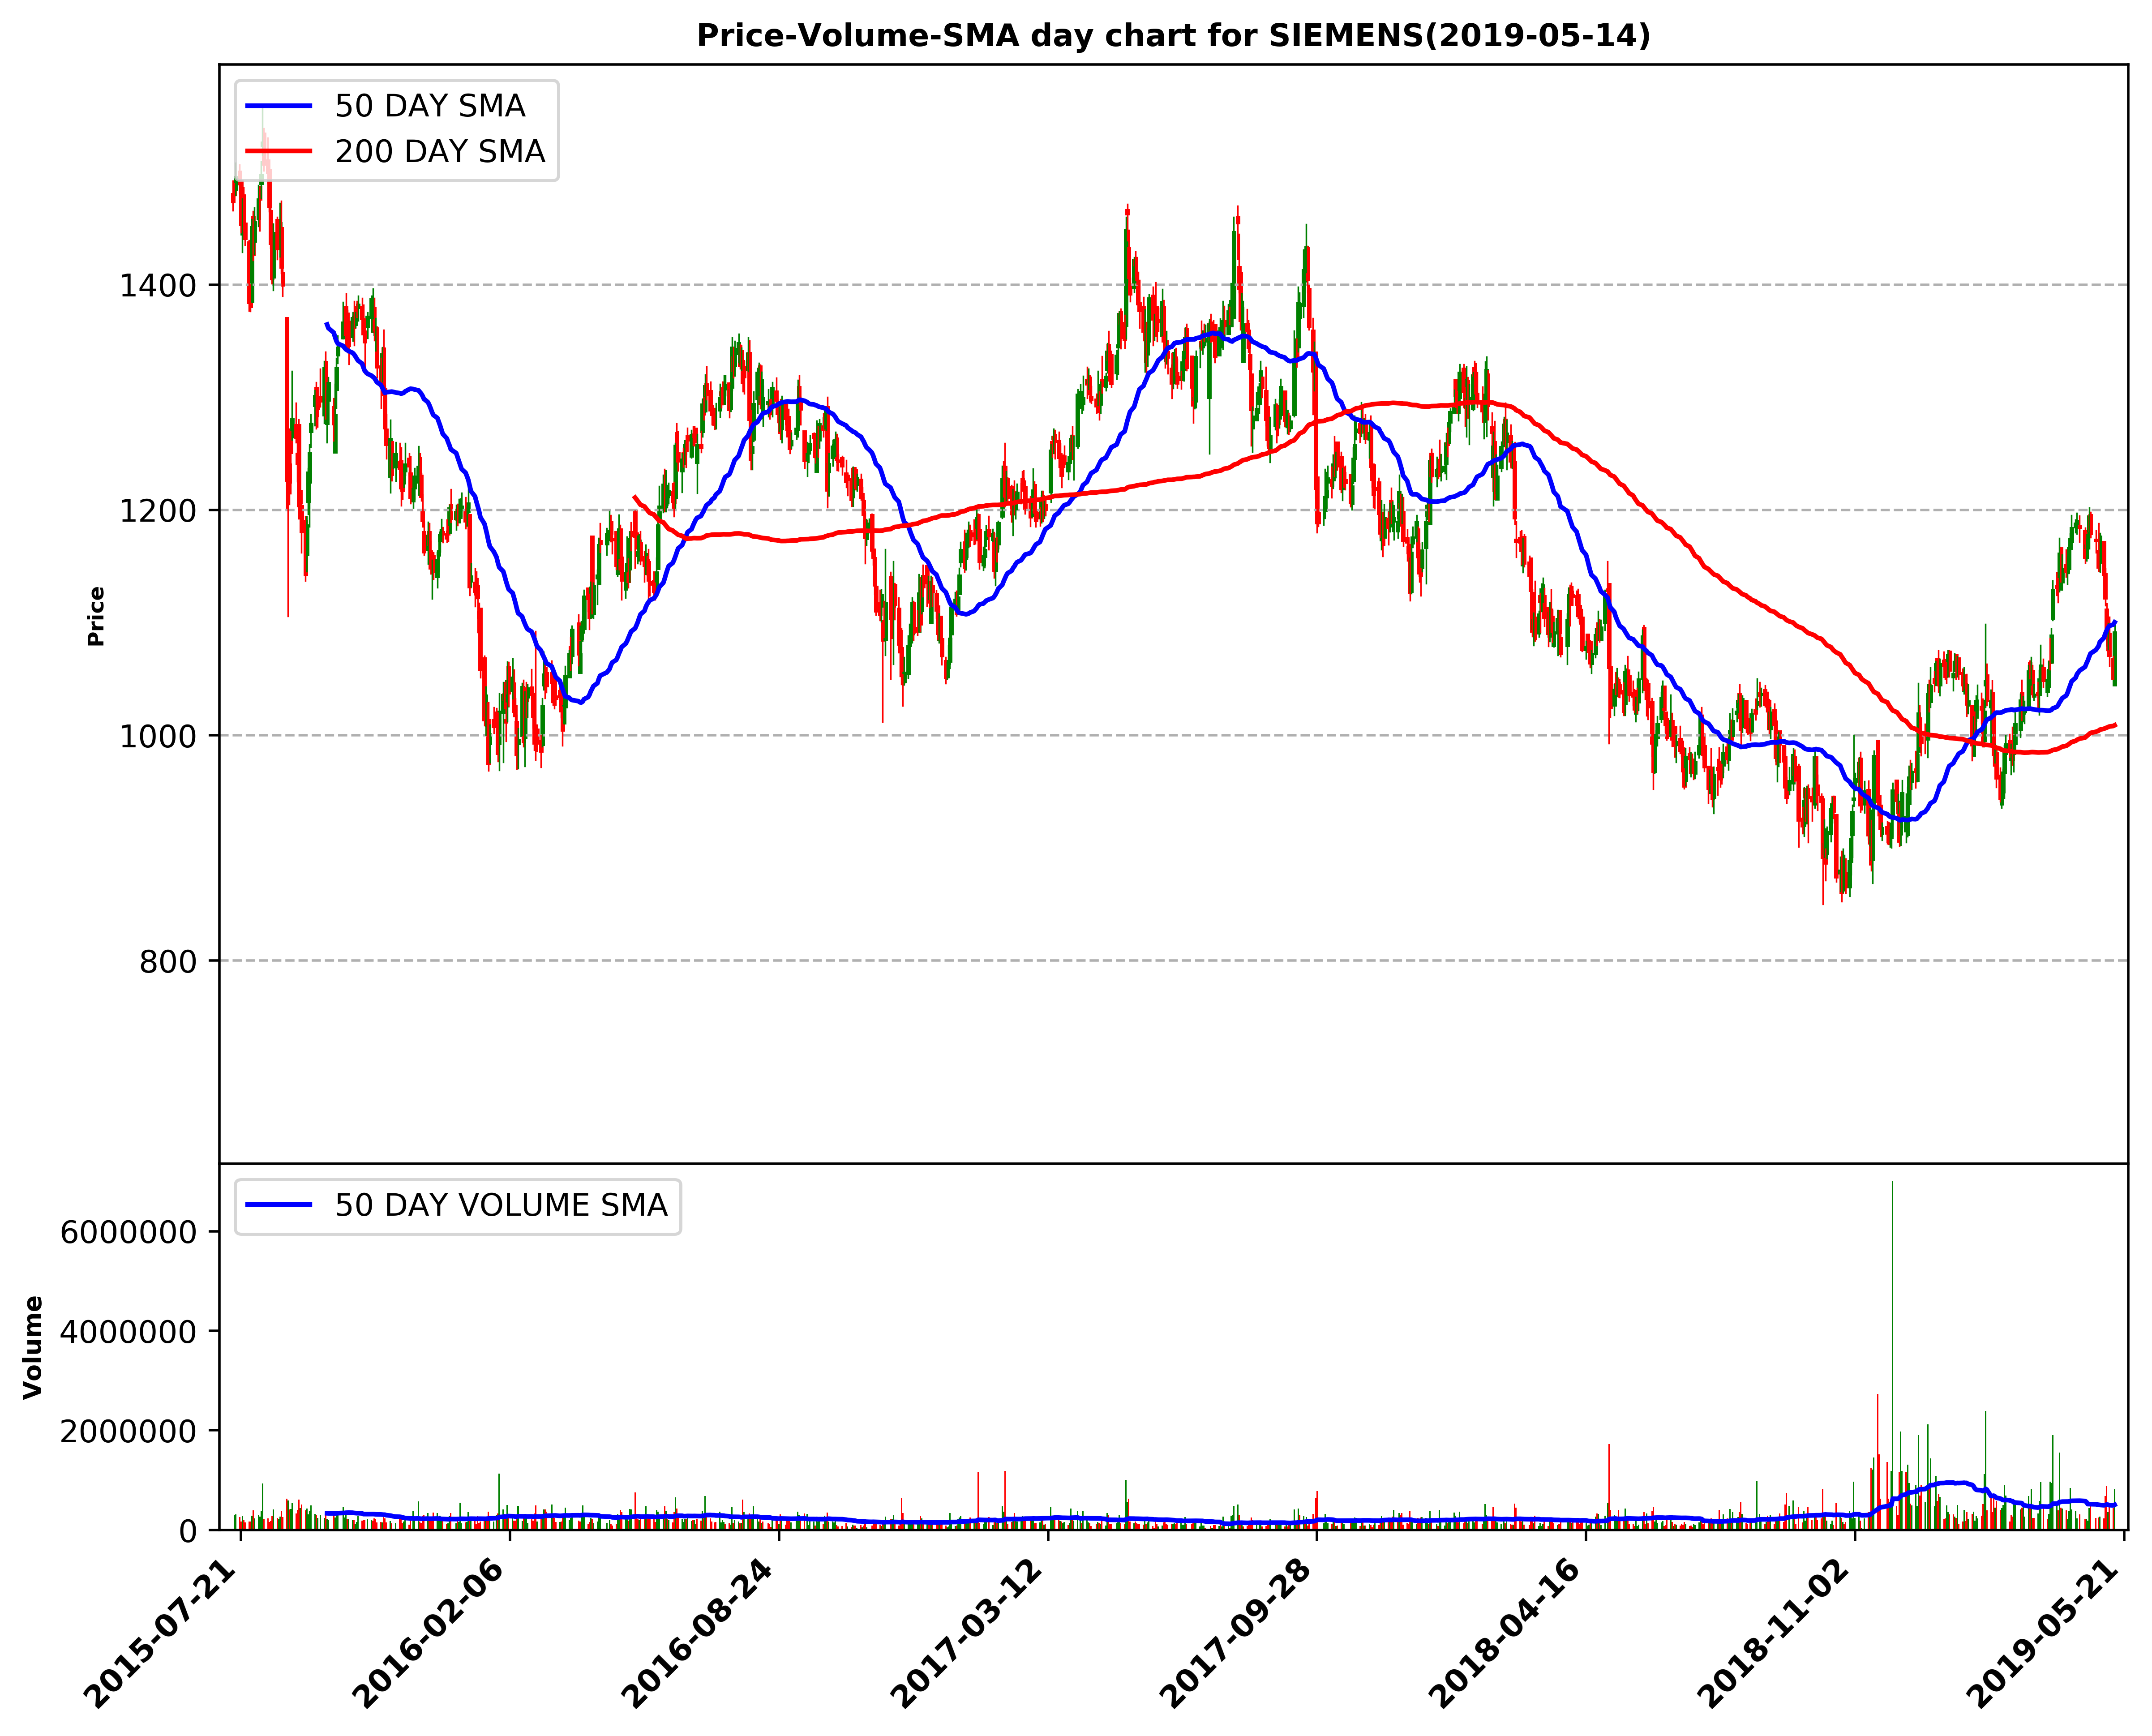 Price-Volume-SMA day chart for SIEMENS(2019-05-14)
50 DAY SMA
200 DAY SMA
1400
1200
1000
800
Price
50 DAY VOLUME SMA
6000000
4000000
2000000
0
Volume
2015-07-21
2016-02-06
2016-08-24
2017-03-12
2017-09-28
2018-04-16
2018-11-02
2019-05-21